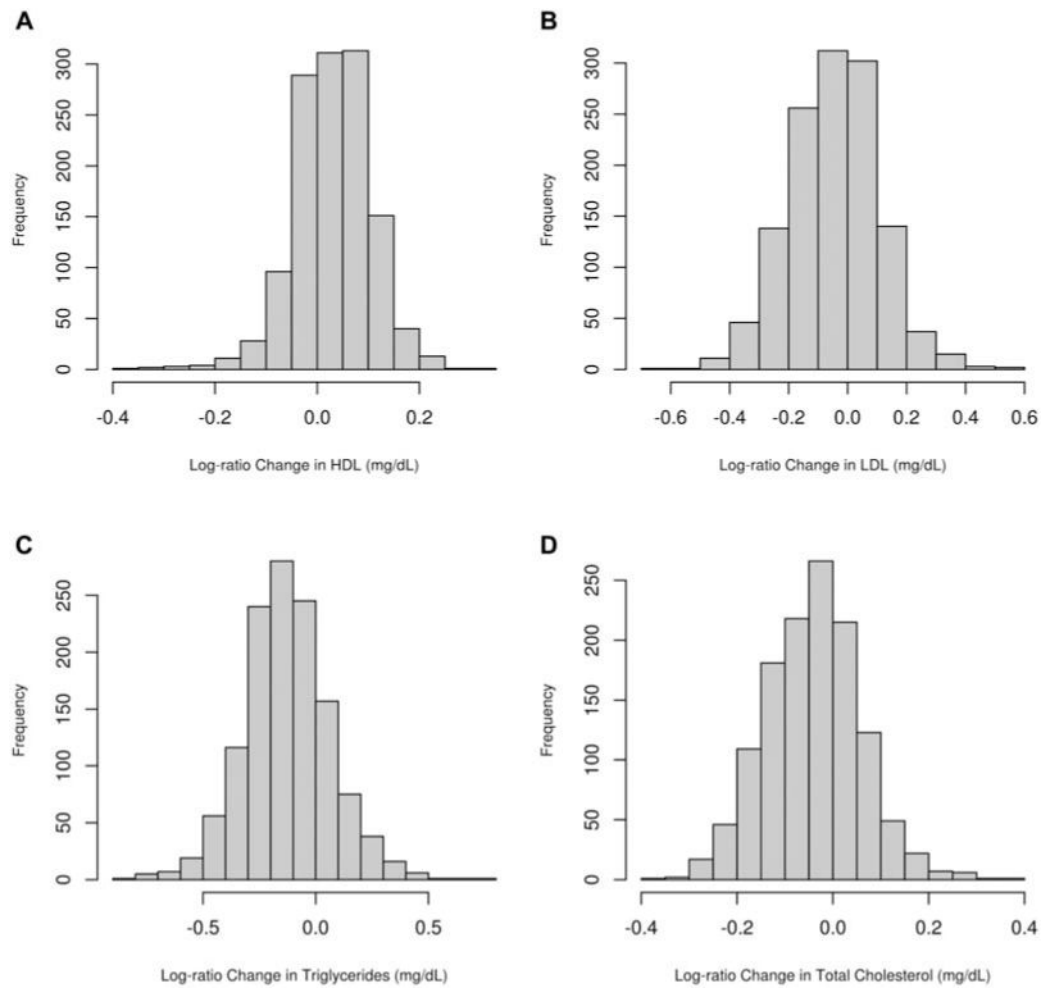 A
Frequency
300
250
200
150
100
50
0
-0.4 -0.2 0.0 0.2
Log-ratio Change in HDL (mg/dL)
B
Frequency
300
250
200
150
100
50
0
-0.6 -0.4 -0.2 0.0 0.2 0.4 0.6
Log-ratio Change in LDL (mg/dL)
C
Frequency
250
200
150
100
50
0
-0.5 0.0 0.5
Log-ratio Change in Triglycerides (mg/dL)
D
Frequency
250
200
150
100
50
0
-0.4 -0.2 0.0 0.2 0.4
Log-ratio Change in Total Cholesterol (mg/dL)